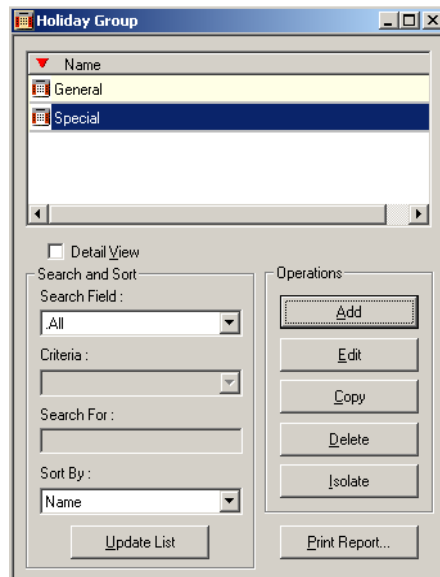 Holiday Group
Name
General
Special
Detail View
Search and Sort
Search Field :
.All
Criteria :
Search For :
Sort By :
Name
Update List
Operations
Add
Edit
Copy
Delete
Isolate
Print Report...